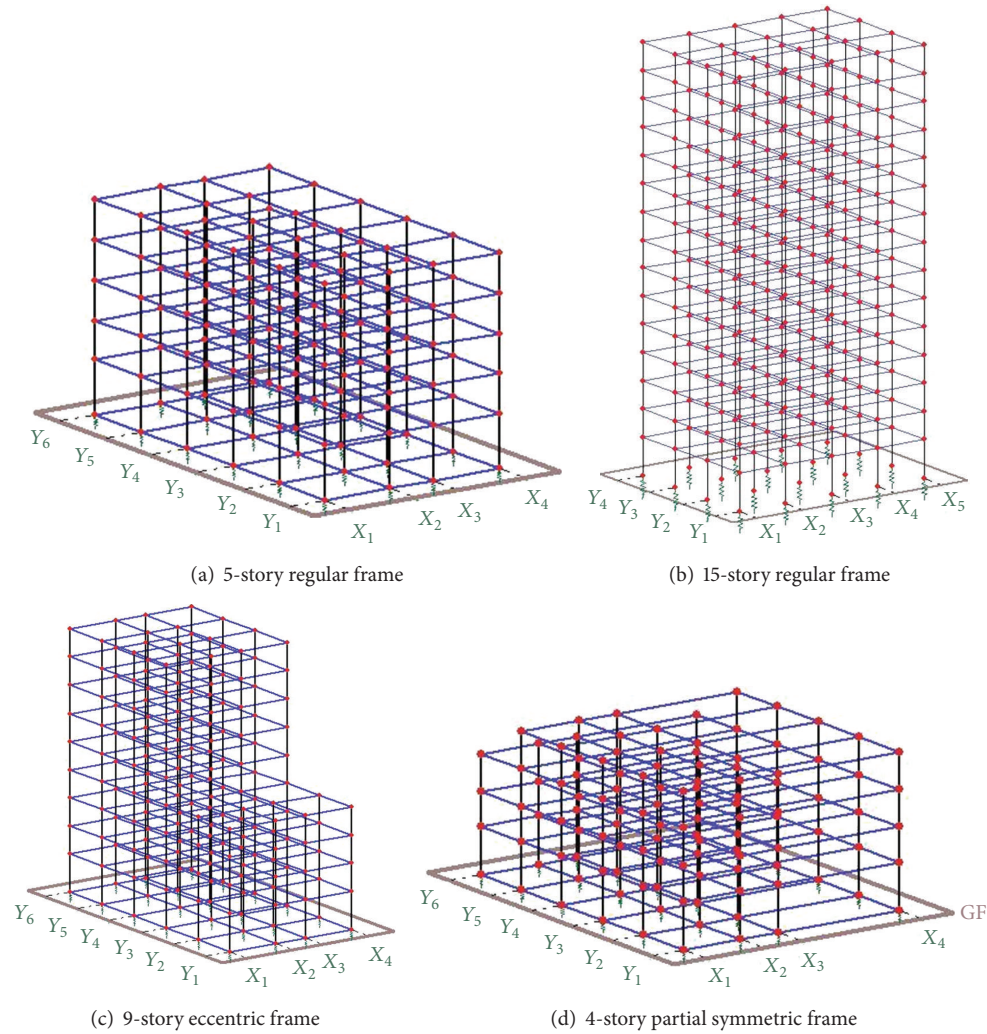 Y6
Y5
Y4
Y3
Y2
Y1
X1
X2
X3
X4
(a) 5-story regular frame
Y4
Y3
Y2
Y1
X1
X2
X3
X4
X5
(b) 15-story regular frame
Y6
Y5
Y4
Y3
Y2
Y1
X1
X2
X3
X4
(c) 9-story eccentric frame
Y6
Y5
Y4
Y3
Y2
Y1
X1
X2
X3
X4
GF
(d) 4-story partial symmetric frame